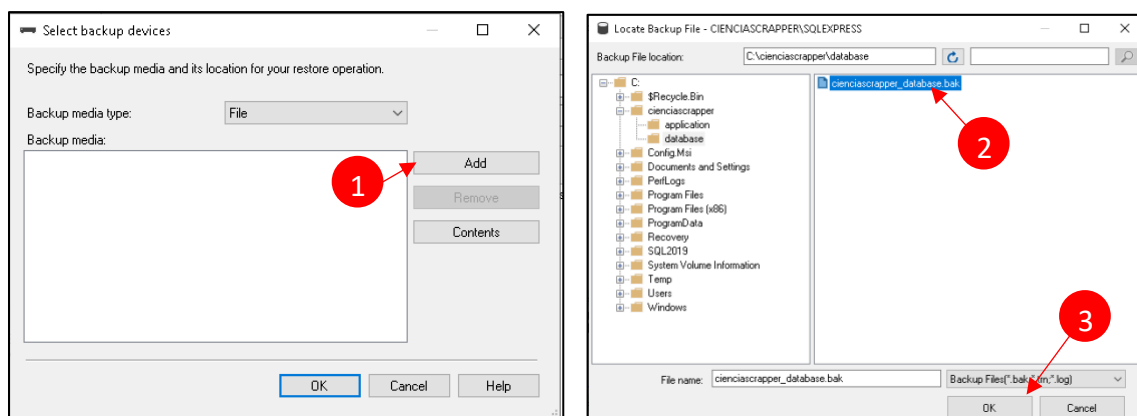 Select backup devices
Specify the backup media and its location for your restore operation.
Backup media type:
File
Backup media:
Add
1
Remove
Contents
OK
Cancel
Help
Locate Backup File - CIENCIASCRAPPER\SQLEXPRESS
Backup File location:
C:\cienciascrapper\database
C:
$Recycle.Bin
cienciascrapper
application
database
Config.Msi
Documents and Settings
PerfLogs
Program Files
Program Files (x86)
ProgramData
Recovery
SQL2019
System Volume Information
Temp
Users
Windows
cienciascrapper_database.bak
2
3
File name:
cienciascrapper_database.bak
Backup Files(*.bak;*.trn;*.log)
OK
Cancel